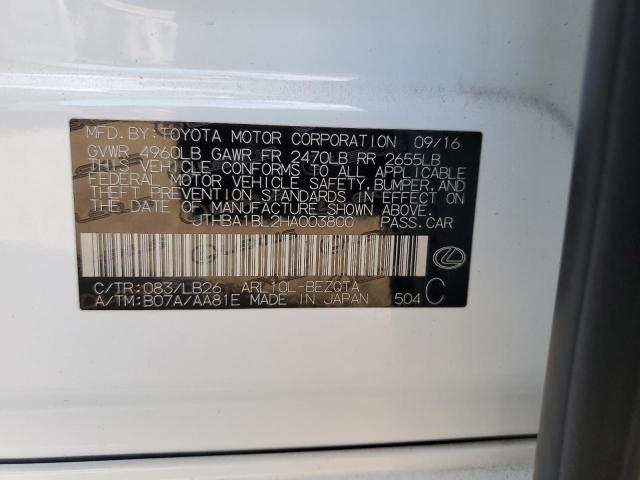 MFD. BY: TOYOTA MOTOR CORPORATION 09/16
GVWR 4960LB GAWR FR 2470LB RR 2655LB
THIS VEHICLE CONFORMS TO ALL APPLICABLE
FEDERAL MOTOR VEHICLE SAFETY, BUMPER, AND
THEFT PREVENTION STANDARDS IN EFFECT ON
THE DATE OF MANUFACTURE SHOWN ABOVE.
JTHBA1BL2HA003800 PASS.CAR
C/TR: 083/LB26 ARL10L-BEZQTA
A/TM: B07A/AA81E MADE IN JAPAN 504 C